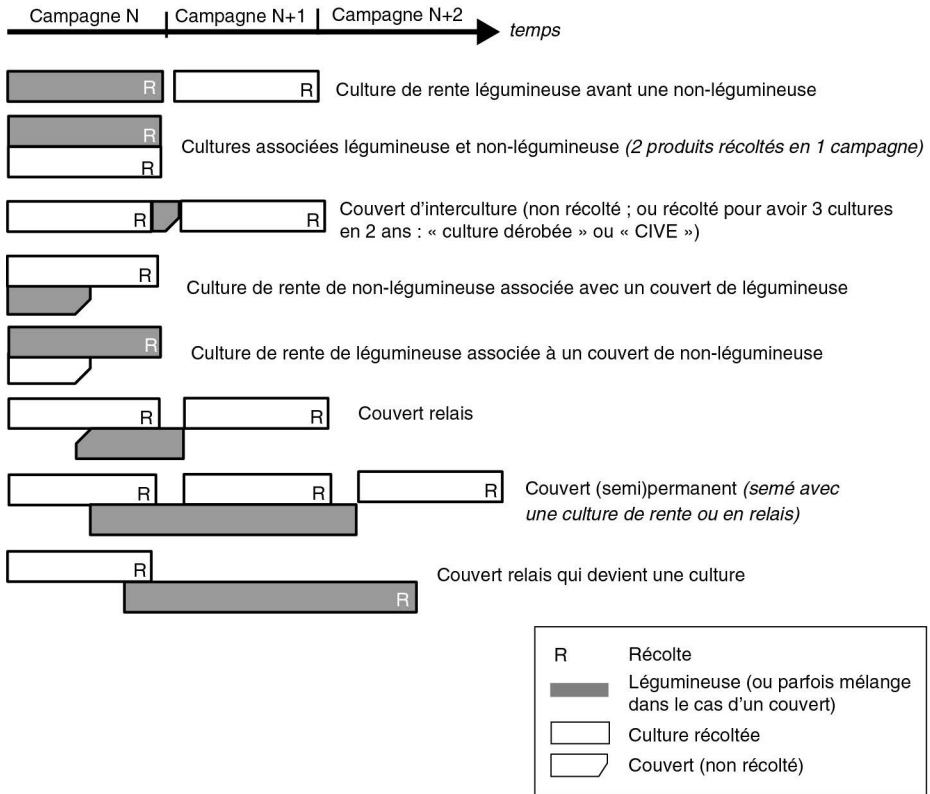 Campagne N Campagne N+1 Campagne N+2
temps
R R Culture de rente légumineuse avant une non-légumineuse
R
Cultures associées légumineuse et non-légumineuse (2 produits récoltés en 1 campagne)
R
R R Couvert d'interculture (non récolté ; ou récolté pour avoir 3 cultures
en 2 ans : « culture dérobée » ou « CIVE »)
R
Culture de rente de non-légumineuse associée avec un couvert de légumineuse
R
Culture de rente de légumineuse associée à un couvert de non-légumineuse
R R Couvert relais
R R R Couvert (semi)permanent (semé avec
une culture de rente ou en relais)
R
Couvert relais qui devient une culture
R
R Récolte
Légumineuse (ou parfois mélange
dans le cas d'un couvert)
Culture récoltée
Couvert (non récolté)